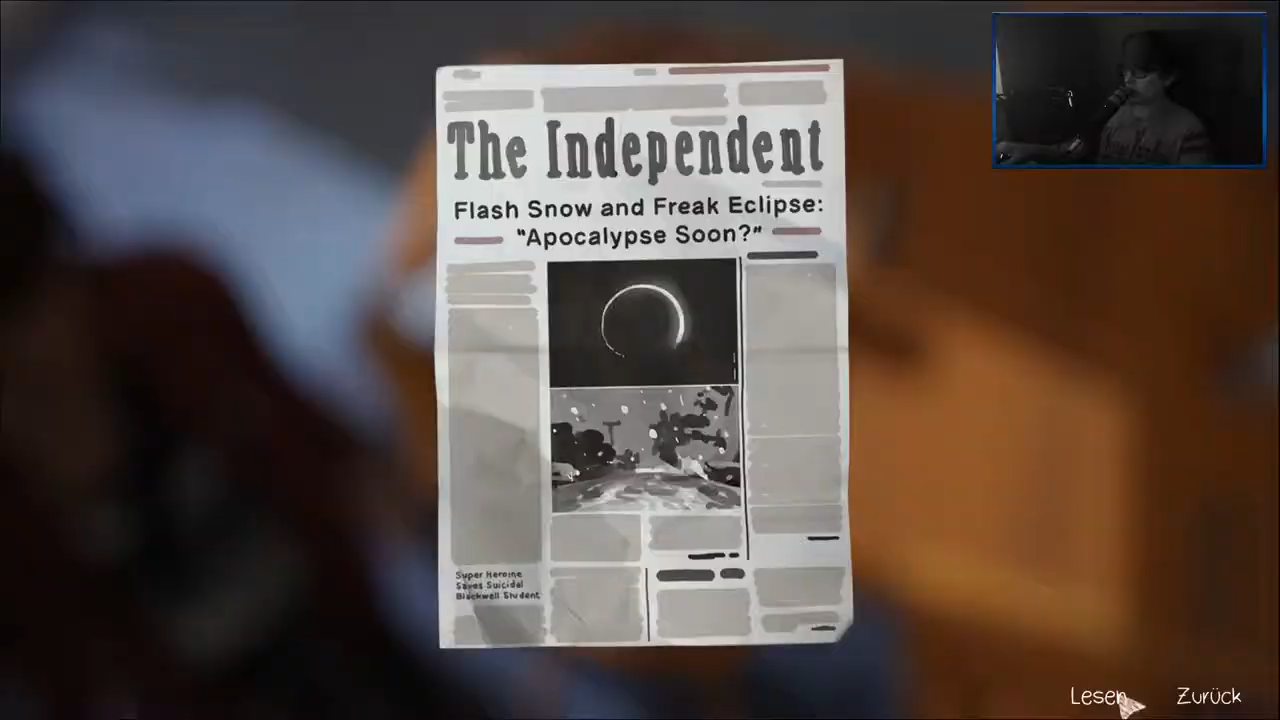 The Independent
Flash Snow and Freak Eclipse:
"Apocalypse Soon?"
Super Heroine
Saves Suicidal
Blackwell Student
Lesen
Zurück